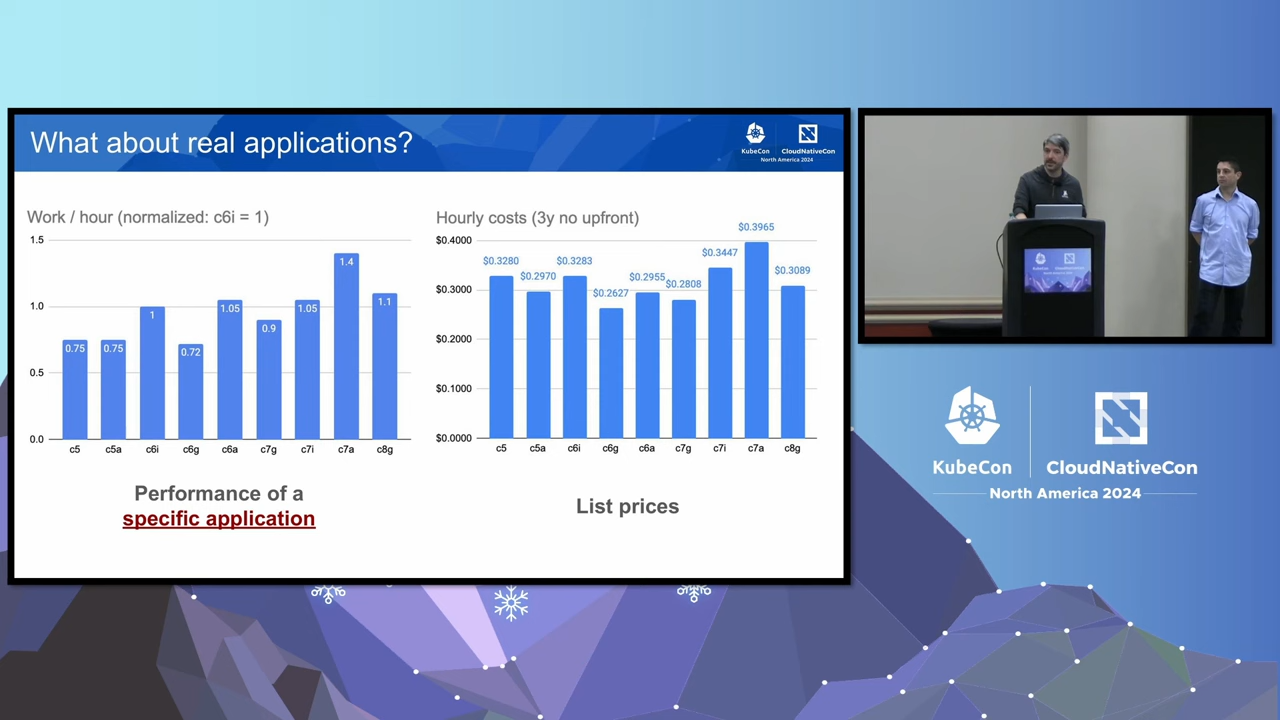 What about real applications?
KubeCon
CloudNativeCon
North America 2024
Work / hour (normalized: c6i = 1)
1.5
1.0
0.5
0.0
0.75
0.75
1
0.72
1.05
0.9
1.05
1.4
1.1
c5 c5a c6i c6g c6a c7g c7i c7a c8g
Performance of a
specific application
Hourly costs (3y no upfront)
$0.4000
$0.3000
$0.2000
$0.1000
$0.0000
$0.3280
$0.2970
$0.3283
$0.2627
$0.2955
$0.2808
$0.3447
$0.3965
$0.3089
c5 c5a c6i c6g c6a c7g c7i c7a c8g
List prices
KubeCon
CloudNativeCon
North America 2024